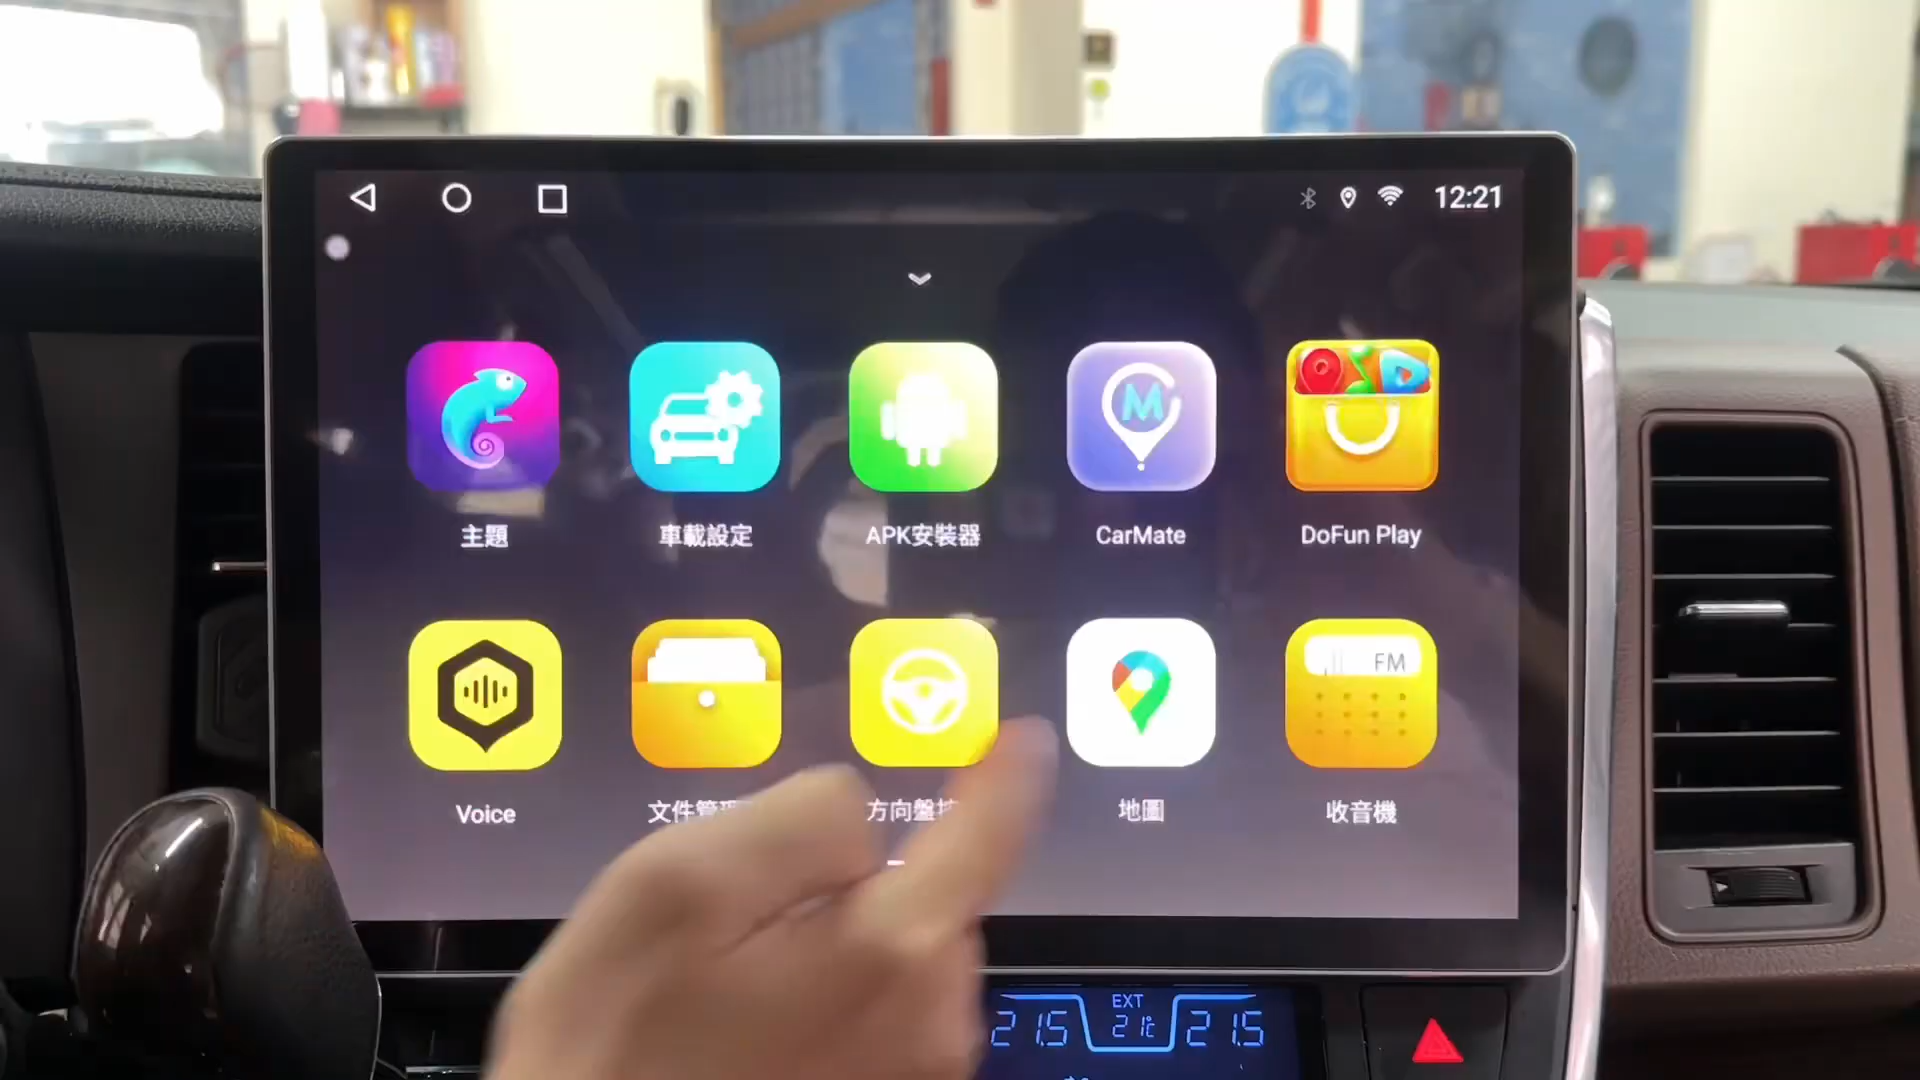 12:21
主題
車載設定
APK安裝器
M
CarMate
DoFun Play
FM
Voice
文件管
方向盤
地圖
收音機
EXT
21.5
21℃
21.5